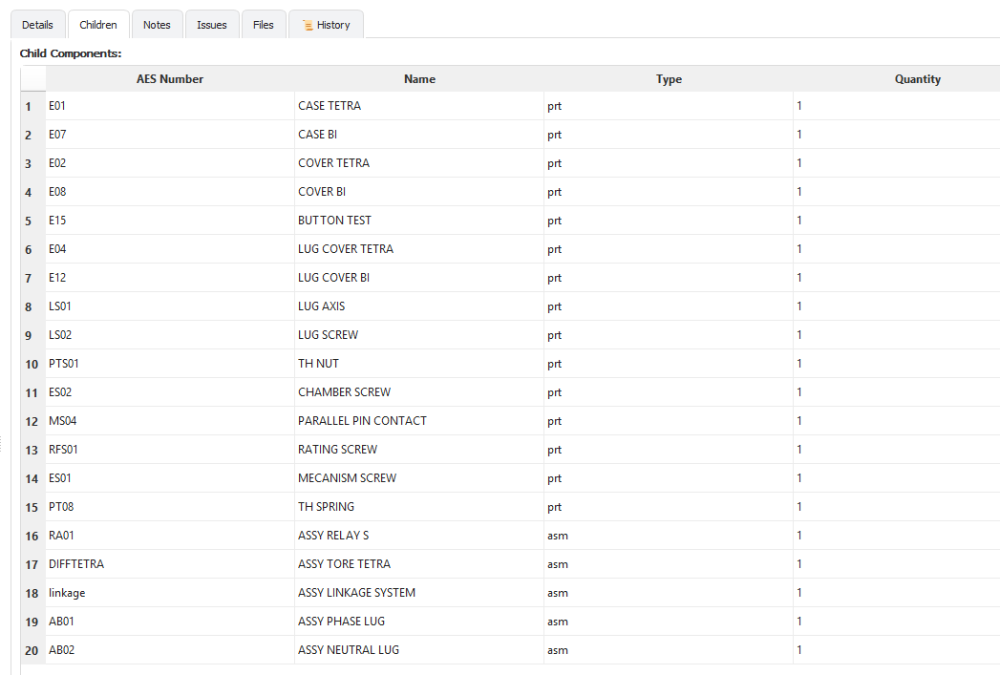 Details Children Notes Issues Files History
Child Components:
AES Number Name Type Quantity
1 E01 CASE TETRA prt 1
2 E07 CASE BI prt 1
3 E02 COVER TETRA prt 1
4 E08 COVER BI prt 1
5 E15 BUTTON TEST prt 1
6 E04 LUG COVER TETRA prt 1
7 E12 LUG COVER BI prt 1
8 LS01 LUG AXIS prt 1
9 LS02 LUG SCREW prt 1
10 PTS01 TH NUT prt 1
11 ES02 CHAMBER SCREW prt 1
12 MS04 PARALLEL PIN CONTACT prt 1
13 RFS01 RATING SCREW prt 1
14 ES01 MECANISM SCREW prt 1
15 PT08 TH SPRING prt 1
16 RA01 ASSY RELAY S asm 1
17 DIFFTETRA ASSY TORE TETRA asm 1
18 linkage ASSY LINKAGE SYSTEM asm 1
19 AB01 ASSY PHASE LUG asm 1
20 AB02 ASSY NEUTRAL LUG asm 1